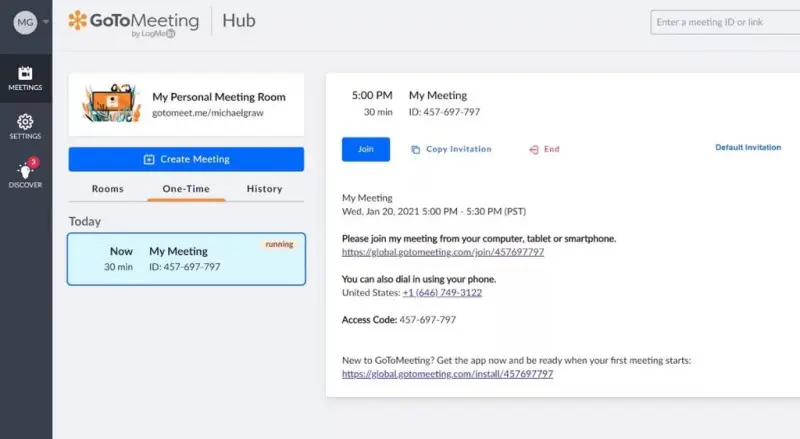 MG
GoToMeeting
by LogMeIn
Hub
Enter a meeting ID or link
MEETINGS
SETTINGS
3
DISCOVER
My Personal Meeting Room
gotomeet.me/michaelgraw
Create Meeting
Rooms One-Time History
Today
Now My Meeting running
30 min ID: 457-697-797
5:00 PM My Meeting
30 min ID: 457-697-797
Join Copy Invitation End Default Invitation
My Meeting
Wed, Jan 20, 2021 5:00 PM - 5:30 PM (PST)
Please join my meeting from your computer, tablet or smartphone.
https://global.gotomeeting.com/join/457697797
You can also dial in using your phone.
United States: +1 (646) 749-3122
Access Code: 457-697-797
New to GoToMeeting? Get the app now and be ready when your first meeting starts:
https://global.gotomeeting.com/install/457697797